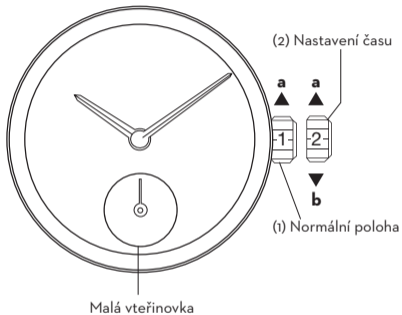 (2) Nastavení času
a a
1 2
b
(1) Normální poloha
Malá vteřinovka